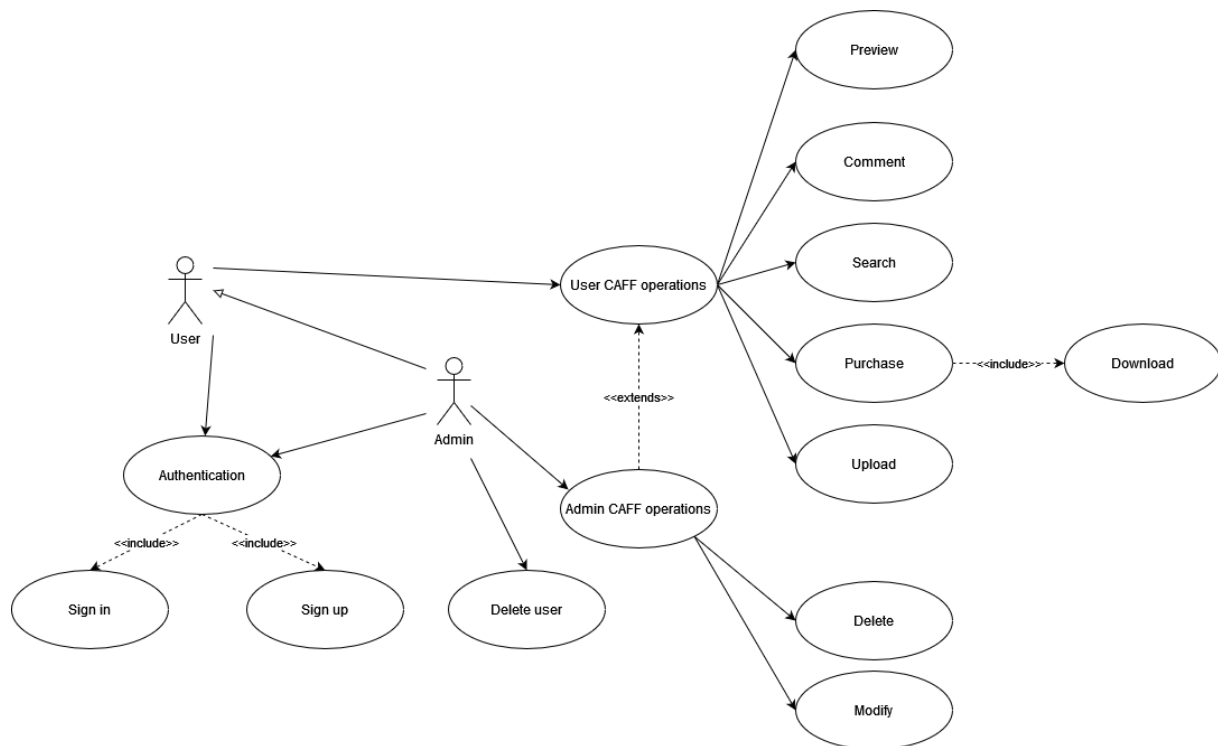 Preview
Comment
Search
User CAFF operations
User
Purchase
<<include>>
Download
<<extends>>
Admin
Authentication
Upload
Admin CAFF operations
<<include>>
<<include>>
Sign in
Sign up
Delete user
Delete
Modify